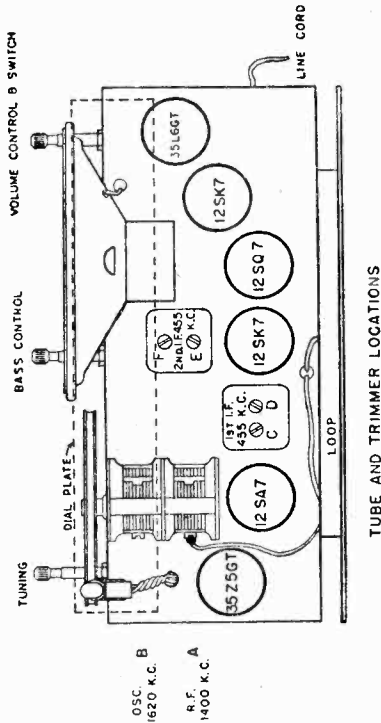 TUNING
BASS CONTROL
VOLUME CONTROL B SWITCH
DIAL PLATE
OSC. B
1620 K.C.
R.F. A
1400 K.C.
F
2ND.I.F.455
E K.C.
1ST I.F.
455 K.C.
C D
35Z5GT
12SA7
12SK7
12SQ7
12SK7
35L6GT
LOOP
LINE CORD
TUBE AND TRIMMER LOCATIONS